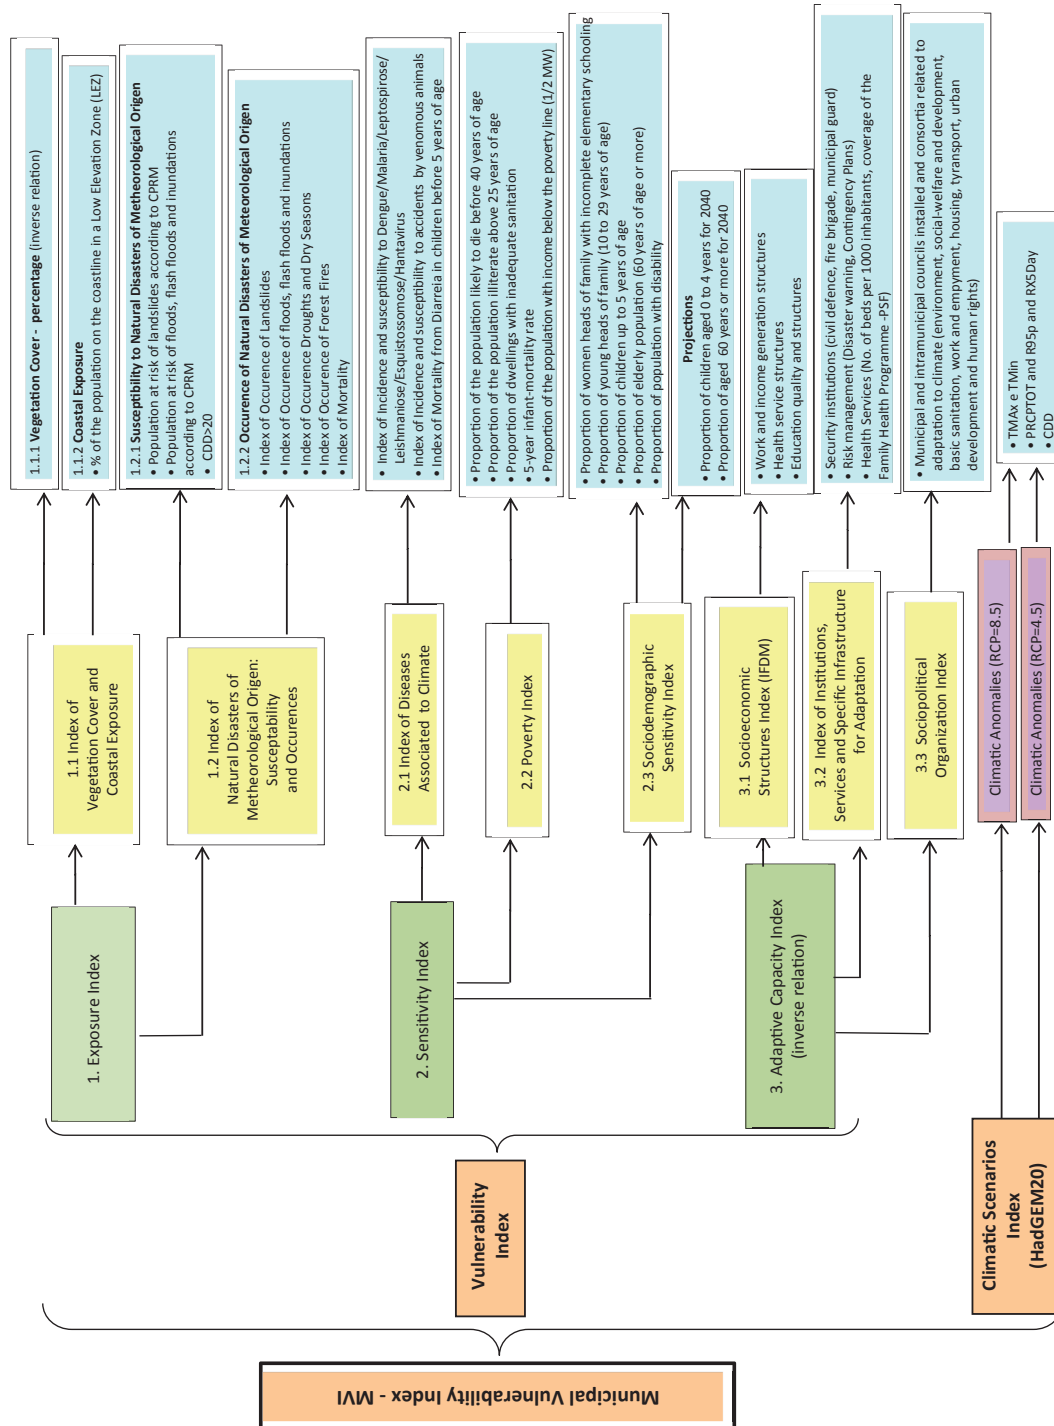 Municipal Vulnerability Index - MVI
Vulnerability
Index
Climatic Scenarios
Index
(HadGEM20)
1. Exposure Index
2. Sensitivity Index
3. Adaptive Capacity Index
(inverse relation)
1.1 Index of
Vegetation Cover and
Coastal Exposure
1.2 Index of
Natural Disasters of
Metheorological Origen:
Susceptability
and Occurences
2.1 Index of Diseases
Associated to Climate
2.2 Poverty Index
2.3 Sociodemographic
Sensitivity Index
3.1 Socioeconomic
Structures Index (IFDM)
3.2 Index of Institutions,
Services and Specific Infrastructure
for Adaptation
3.3 Sociopolitical
Organization Index
Climatic Anomalies (RCP=8.5)
Climatic Anomalies (RCP=4.5)
1.1.1 Vegetation Cover - percentage (inverse relation)
1.1.2 Coastal Exposure
• % of the population on the coastline in a Low Elevation Zone (LEZ)
1.2.1 Susceptibility to Natural Disasters of Metheorological Origen
• Population at risk of landslides according to CPRM
• Population at risk of floods, flash floods and inundations
according to CPRM
• CDD>20
1.2.2 Occurence of Natural Disasters of Meteorological Origen
• Index of Occurence of Landslides
• Index of Occurence of floods, flash floods and inundations
• Index of Occurence Droughts and Dry Seasons
• Index of Occurence of Forest Fires
• Index of Mortality
• Index of Incidence and susceptibility to Dengue/Malaria/Leptospirose/
Leishmaniose/Esquistossomose/Hantavirus
• Index of Incidence and susceptibility to accidents by venomous animals
• Index of Mortality from Diarreia in children before 5 years of age
• Proportion of the population likely to die before 40 years of age
• Proportion of the population illiterate above 25 years of age
• Proportion of dwellings with inadequate sanitation
• 5-year infant-mortality rate
• Proportion of the population with income below the poverty line (1/2 MW)
• Proportion of women heads of family with incomplete elementary schooling
• Proportion of young heads of family (10 to 29 years of age)
• Proportion of children up to 5 years of age
• Proportion of elderly population (60 years of age or more)
• Proportion of population with disability
Projections
• Proportion of children aged 0 to 4 years for 2040
• Proportion of aged 60 years or more for 2040
• Work and income generation structures
• Health service structures
• Education quality and structures
• Security institutions (civil defence, fire brigade, municipal guard)
• Risk management (Disaster warning, Contingency Plans)
• Health Services (No. of beds per 1000 inhabitants, coverage of the
Family Health Programme -PSF)
• Municipal and intramunicipal councils installed and consortia related to
adaptation to climate (environment, social-welfare and development,
basic sanitation, work and empyment, housing, tyransport, urban
development and human rights)
• TMAx e TMin
• PRCPTOT and R95p and RX5Day
• CDD